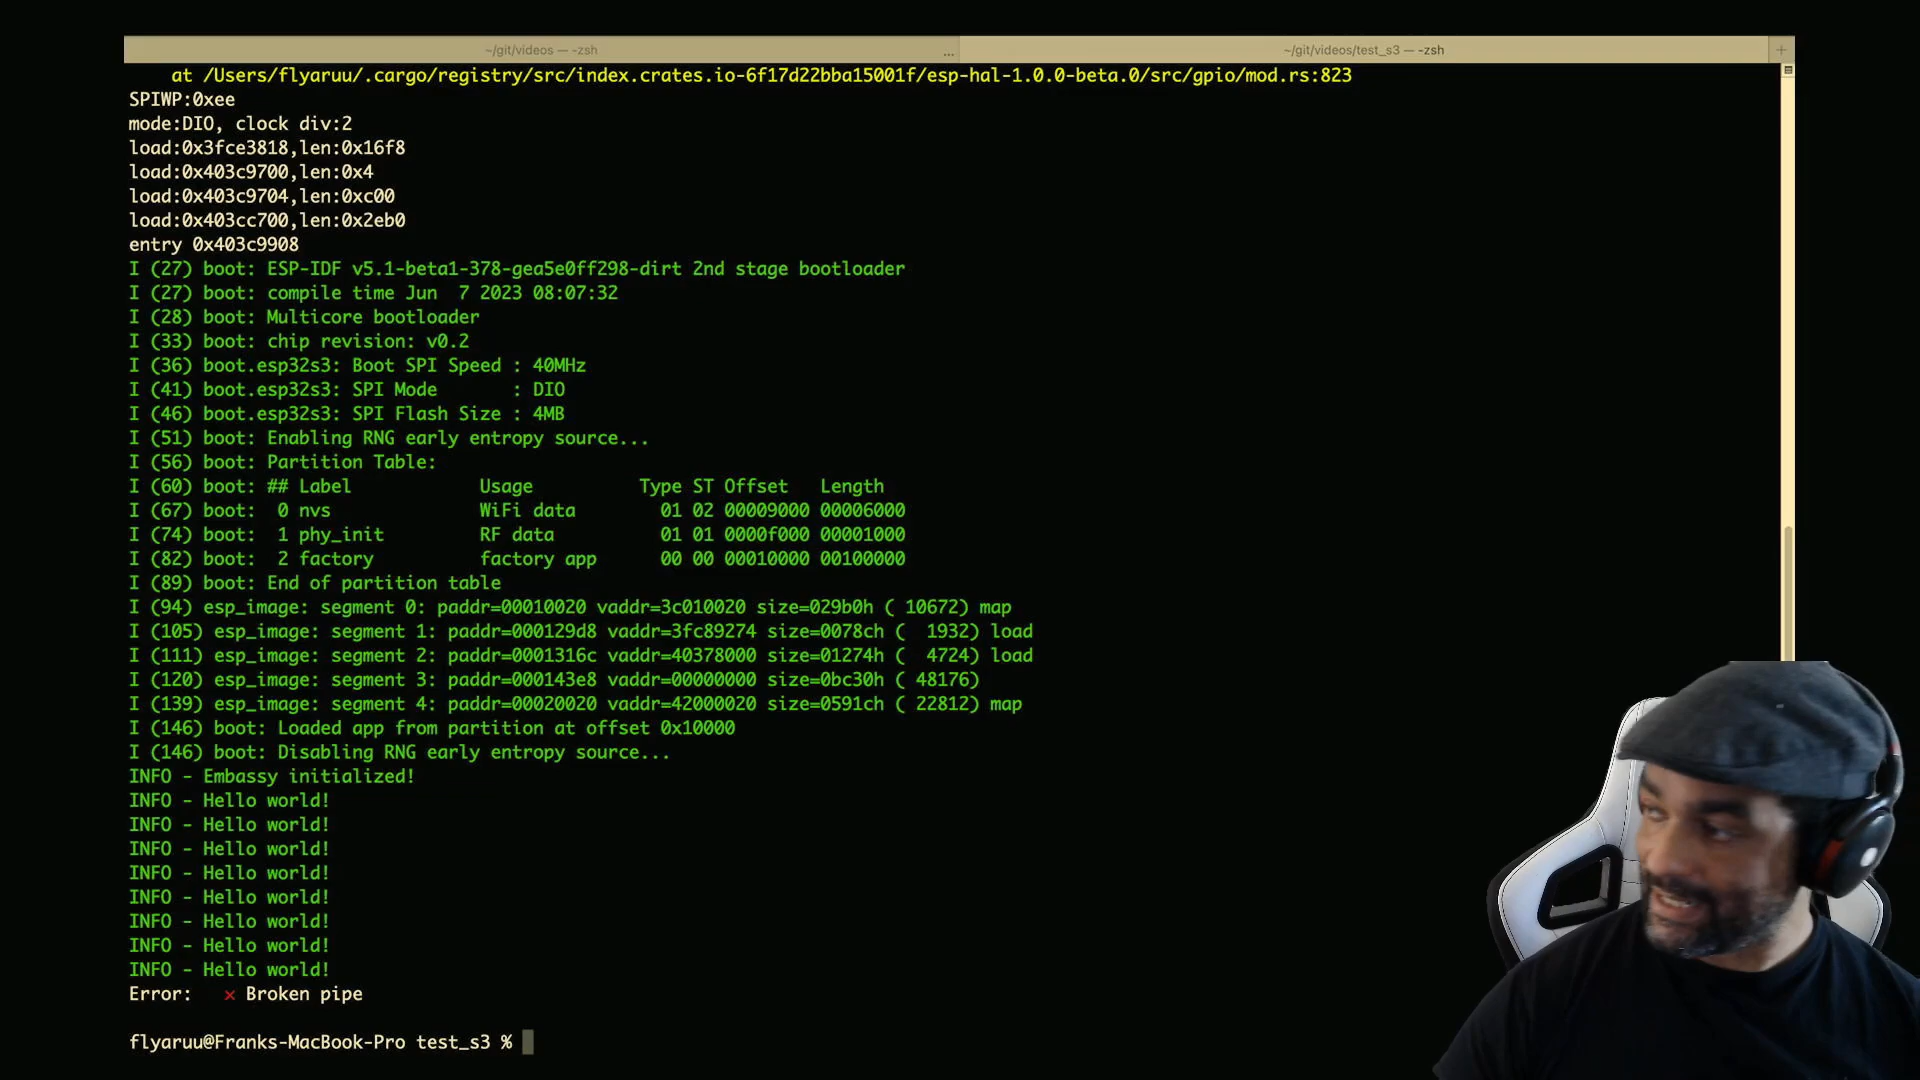 ~/git/videos — -zsh
...
~/git/videos/test_s3 — -zsh
+
at /Users/flyaruu/.cargo/registry/src/index.crates.io-6f17d22bba15001f/esp-hal-1.0.0-beta.0/src/gpio/mod.rs:823
SPIWP:0xee
mode:DIO, clock div:2
load:0x3fce3818,len:0x16f8
load:0x403c9700,len:0x4
load:0x403c9704,len:0xc00
load:0x403cc700,len:0x2eb0
entry 0x403c9908
I (27) boot: ESP-IDF v5.1-beta1-378-gea5e0ff298-dirt 2nd stage bootloader
I (27) boot: compile time Jun  7 2023 08:07:32
I (28) boot: Multicore bootloader
I (33) boot: chip revision: v0.2
I (36) boot.esp32s3: Boot SPI Speed : 40MHz
I (41) boot.esp32s3: SPI Mode       : DIO
I (46) boot.esp32s3: SPI Flash Size : 4MB
I (51) boot: Enabling RNG early entropy source...
I (56) boot: Partition Table:
I (60) boot: ## Label            Usage          Type ST Offset   Length
I (67) boot:  0 nvs              WiFi data        01 02 00009000 00006000
I (74) boot:  1 phy_init         RF data          01 01 0000f000 00001000
I (82) boot:  2 factory          factory app      00 00 00010000 00100000
I (89) boot: End of partition table
I (94) esp_image: segment 0: paddr=00010020 vaddr=3c010020 size=029b0h ( 10672) map
I (105) esp_image: segment 1: paddr=000129d8 vaddr=3fc89274 size=0078ch (  1932) load
I (111) esp_image: segment 2: paddr=0001316c vaddr=40378000 size=01274h (  4724) load
I (120) esp_image: segment 3: paddr=000143e8 vaddr=00000000 size=0bc30h ( 48176)
I (139) esp_image: segment 4: paddr=00020020 vaddr=42000020 size=0591ch ( 22812) map
I (146) boot: Loaded app from partition at offset 0x10000
I (146) boot: Disabling RNG early entropy source...
INFO - Embassy initialized!
INFO - Hello world!
INFO - Hello world!
INFO - Hello world!
INFO - Hello world!
INFO - Hello world!
INFO - Hello world!
INFO - Hello world!
INFO - Hello world!
Error:   × Broken pipe
flyaruu@Franks-MacBook-Pro test_s3 %